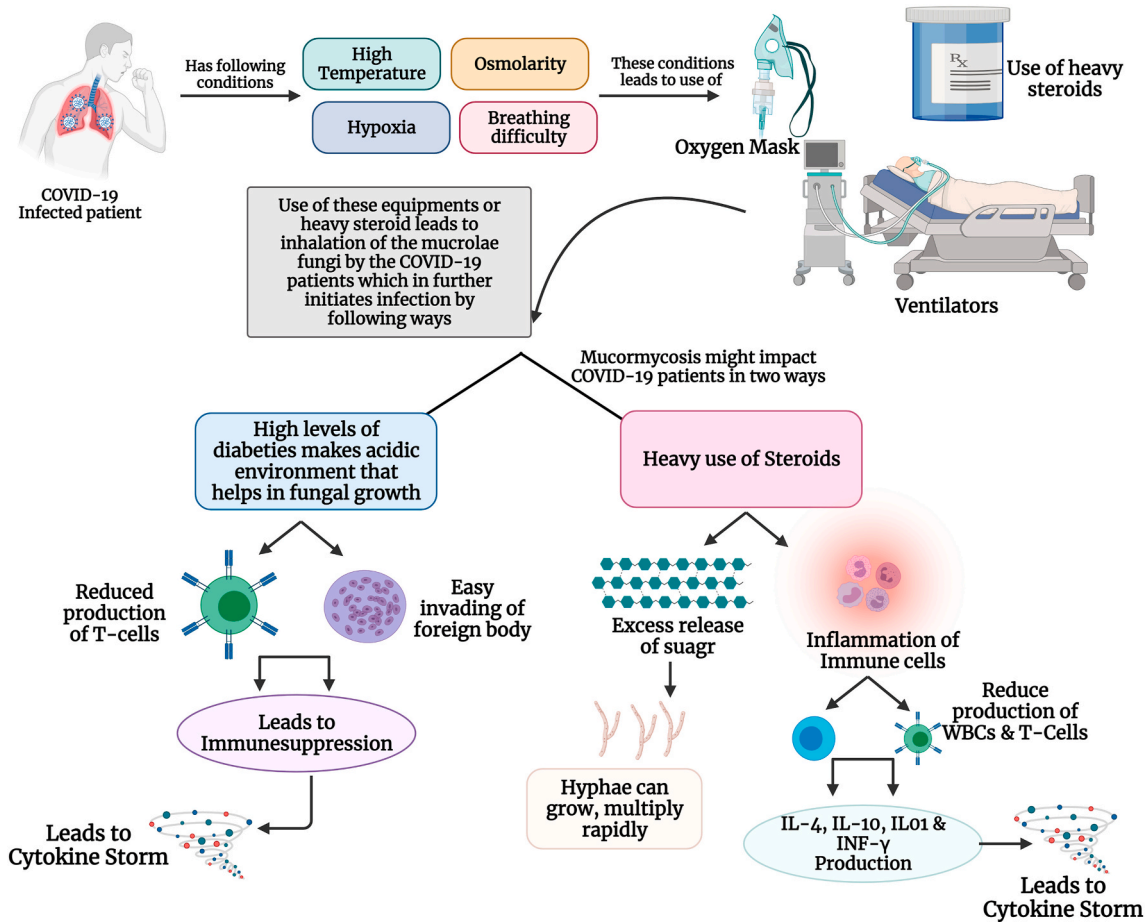 Has following
conditions
High
Temperature
Osmolarity
Hypoxia
Breathing
difficulty
These conditions
leads to use of
Oxygen Mask
Rx
Use of heavy
steroids
COVID-19
Infected patient
Ventilators
Use of these equipments or
heavy steroid leads to
inhalation of the mucrolae
fungi by the COVID-19
patients which in further
initiates infection by
following ways
Mucormycosis might impact
COVID-19 patients in two ways
High levels of
diabeties makes acidic
environment that
helps in fungal growth
Heavy use of Steroids
Reduced
production
of T-cells
Easy
invading of
foreign body
Leads to
Immunesuppression
Leads to
Cytokine Storm
Excess release
of suagr
Hyphae can
grow, multiply
rapidly
Inflammation of
Immune cells
Reduce
production of
WBCs & T-Cells
IL-4, IL-10, IL01 &
INF-γ
Production
Leads to
Cytokine Storm